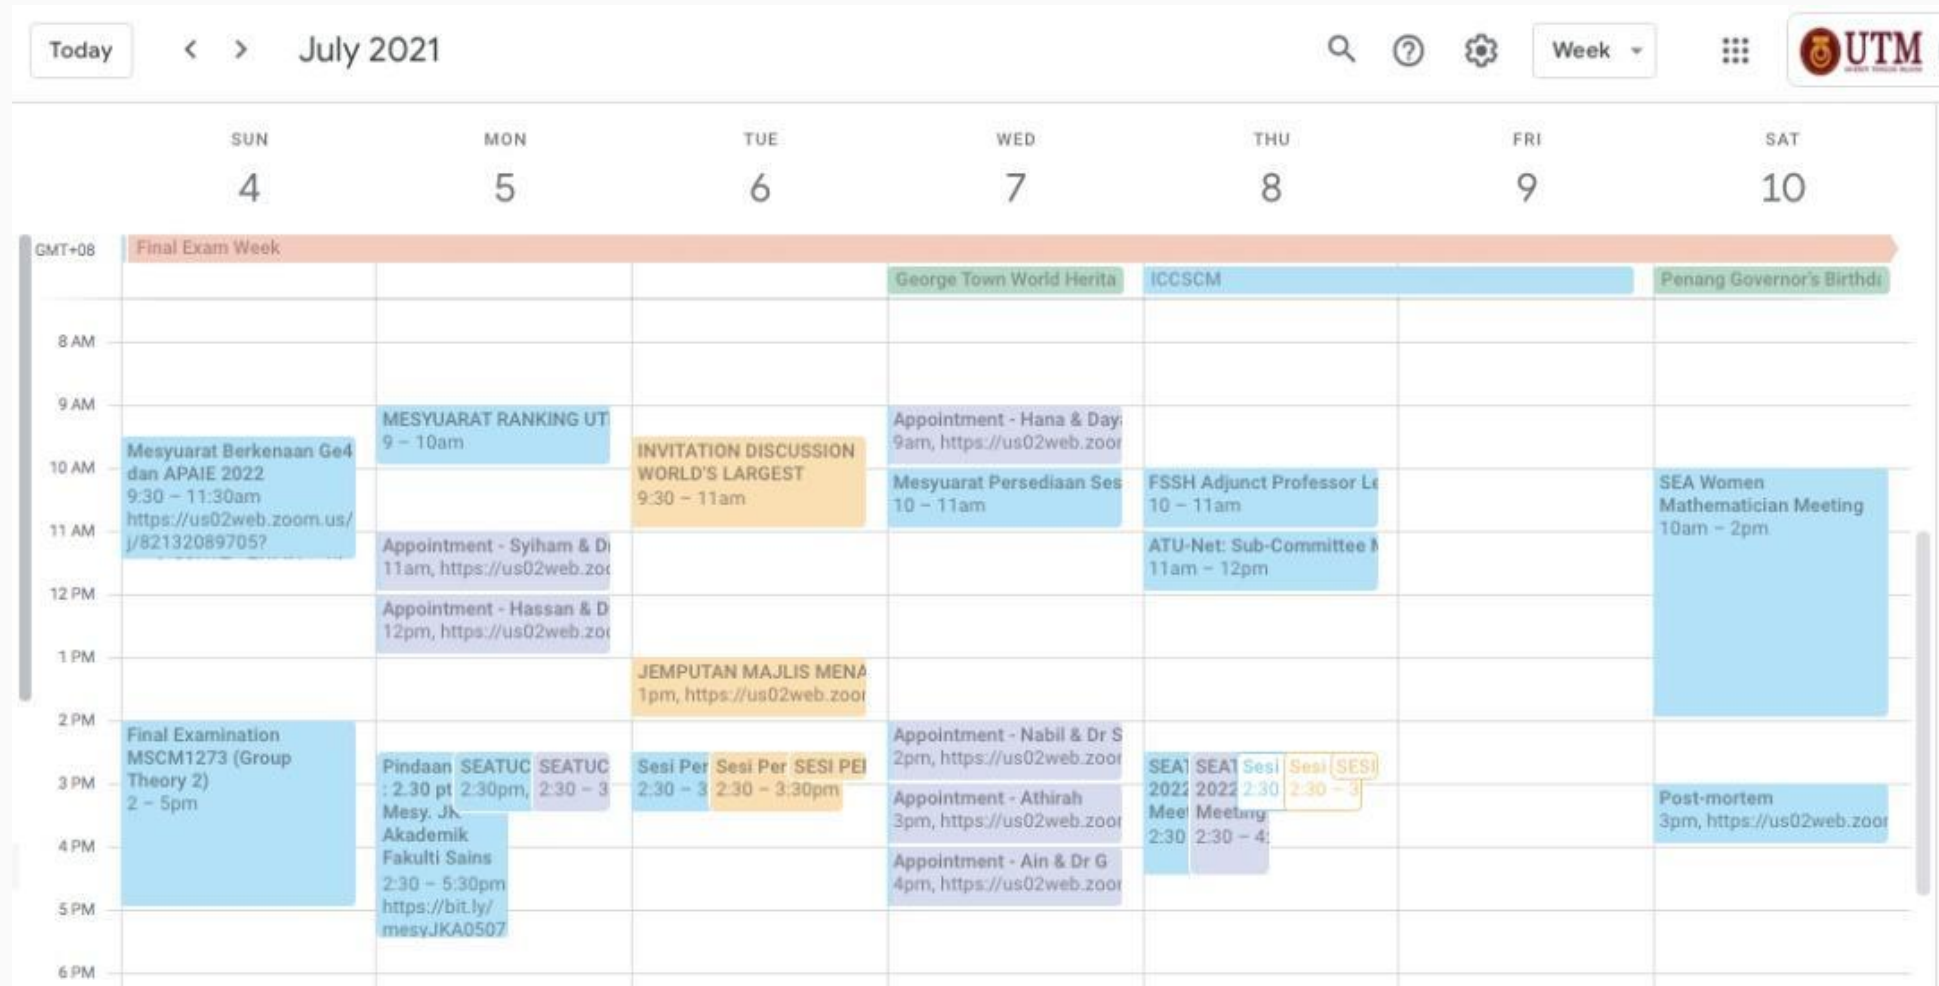 Today
July 2021
Week
UTM
SUN
MON
TUE
WED
THU
FRI
SAT
4
5
6
7
8
9
10
GMT+08
Final Exam Week
George Town World Herita
ICCSCM
Penang Governor's Birthd
8 AM
9 AM
10 AM
11 AM
12 PM
1 PM
2 PM
3 PM
4 PM
5 PM
6 PM
Mesyuarat Berkenaan Ge4
dan APAIE 2022
9:30 – 11:30am
https://us02web.zoom.us/
j/82132089705?
Final Examination
MSCM1273 (Group
Theory 2)
2 – 5pm
MESYUARAT RANKING UT
9 – 10am
Appointment - Syiham & D
11am, https://us02web.zoo
Appointment - Hassan & D
12pm, https://us02web.zoo
Pindaan
: 2.30 pt
Mesy. JK
Akademik
Fakulti Sains
2:30 – 5:30pm
https://bit.ly/
mesyJKA0507
SEATUC
2:30pm,
SEATUC
2:30 – 3
INVITATION DISCUSSION
WORLD'S LARGEST
9:30 – 11am
JEMPUTAN MAJLIS MENA
1pm, https://us02web.zoor
Sesi Per
2:30 – 3
Sesi Per
2:30 – 3:30pm
SESI PE
Appointment - Hana & Day
9am, https://us02web.zoor
Mesyuarat Persediaan Ses
10 – 11am
Appointment - Nabil & Dr S
2pm, https://us02web.zoor
Appointment - Athirah
3pm, https://us02web.zoor
Appointment - Ain & Dr G
4pm, https://us02web.zoor
FSSH Adjunct Professor Le
10 – 11am
ATU-Net: Sub-Committee M
11am – 12pm
SEAT
2022
Meet
2:30
SEAT
2022
Meeting
2:30 – 4:
Sesi
2:30
Sesi
2:30 – 3
SESI
SEA Women
Mathematician Meeting
10am – 2pm
Post-mortem
3pm, https://us02web.zoor